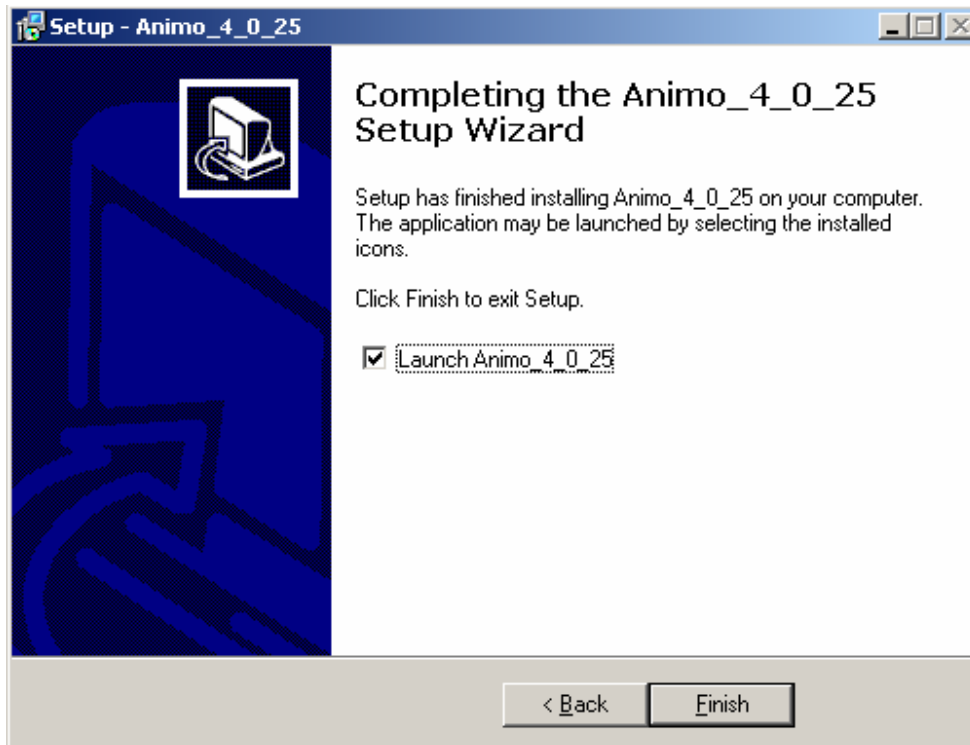 Setup - Animo_4_0_25
Completing the Animo_4_0_25
Setup Wizard
Setup has finished installing Animo_4_0_25 on your computer.
The application may be launched by selecting the installed
icons.
Click Finish to exit Setup.
Launch Animo_4_0_25
< Back
Finish